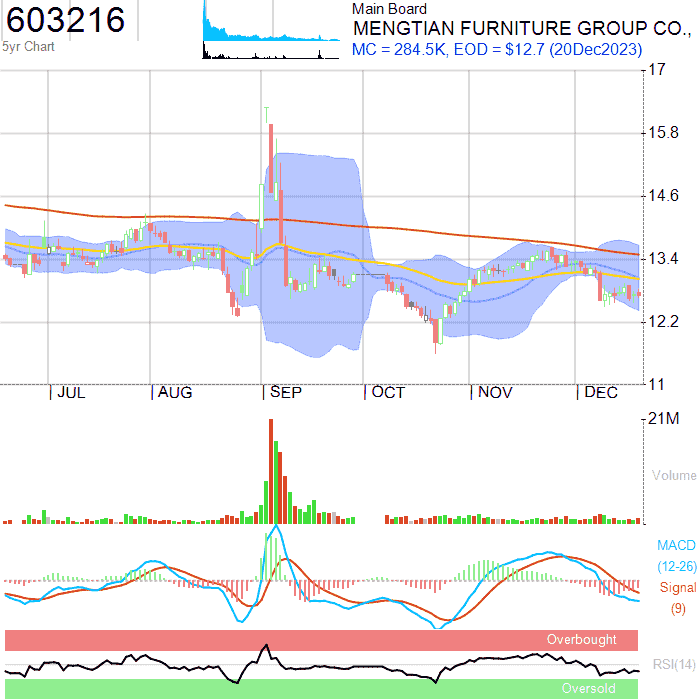 603216
5yr Chart
Main Board
MENGTIAN FURNITURE GROUP CO.,
MC = 284.5K, EOD = $12.7 (20Dec2023)
17
15.8
14.6
13.4
12.2
11
JUL AUG SEP OCT NOV DEC
21M
Volume
MACD
(12-26)
Signal
(9)
Overbought
RSI(14)
Oversold